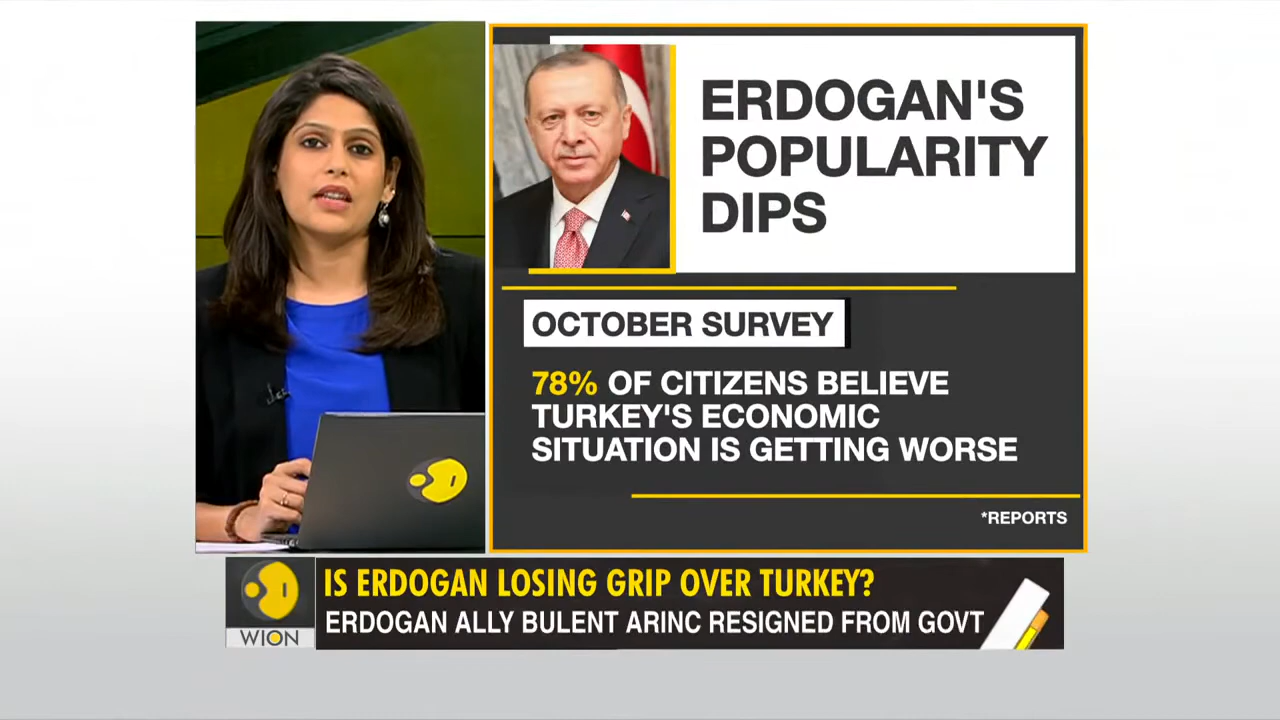 ERDOGAN'S
POPULARITY
DIPS
OCTOBER SURVEY
78% OF CITIZENS BELIEVE
TURKEY'S ECONOMIC
SITUATION IS GETTING WORSE
*REPORTS
IS ERDOGAN LOSING GRIP OVER TURKEY?
ERDOGAN ALLY BULENT ARINC RESIGNED FROM GOVT
WION